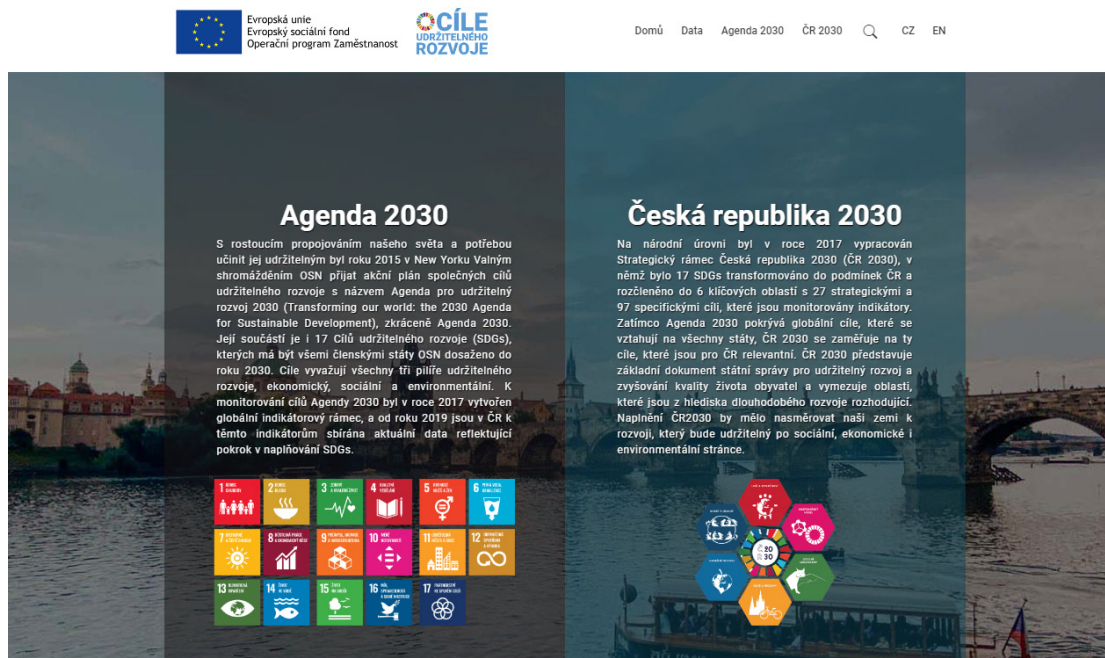 Evropská unie
Evropský sociální fond
Operační program Zaměstnanost
CÍLE
UDRŽITELNÉHO
ROZVOJE
Domů Data Agenda 2030 ČR 2030 CZ EN
Agenda 2030
S rostoucím propojováním našeho světa a potřebou
učinit jej udržitelným byl roku 2015 v New Yorku Valným
shromážděním OSN přijat akční plán společných cílů
udržitelného rozvoje s názvem Agenda pro udržitelný
rozvoj 2030 (Transforming our world: the 2030 Agenda
for Sustainable Development), zkráceně Agenda 2030.
Její součástí je i 17 Cílů udržitelného rozvoje (SDGs),
kterých má být všemi členskými státy OSN dosaženo do
roku 2030. Cíle vyvažují všechny tři pilíře udržitelného
rozvoje, ekonomický, sociální a environmentální. K
monitorování cílů Agendy 2030 byl v roce 2017 vytvořen
globální indikátorový rámec, a od roku 2019 jsou v ČR k
těmto indikátorům sbírána aktuální data reflektující
pokrok v naplňování SDGs.
Česká republika 2030
Na národní úrovni byl v roce 2017 vypracován
Strategický rámec Česká republika 2030 (ČR 2030), v
němž bylo 17 SDGs transformováno do podmínek ČR a
rozčleněno do 6 klíčových oblastí s 27 strategickými a
97 specifickými cíli, které jsou monitorovány indikátory.
Zatímco Agenda 2030 pokrývá globální cíle, které se
vztahují na všechny státy, ČR 2030 se zaměřuje na ty
cíle, které jsou pro ČR relevantní. ČR 2030 představuje
základní dokument státní správy pro udržitelný rozvoj a
zvyšování kvality života obyvatel a vymezuje oblasti,
které jsou z hlediska dlouhodobého rozvoje rozhodující.
Naplnění ČR2030 by mělo nasměrovat naši zemi k
rozvoji, který bude udržitelný po sociální, ekonomické i
environmentální stránce.
1 2 3 4 5 6
7 8 9 10 11 12
13 14 15 16 17
Č 20
R 30